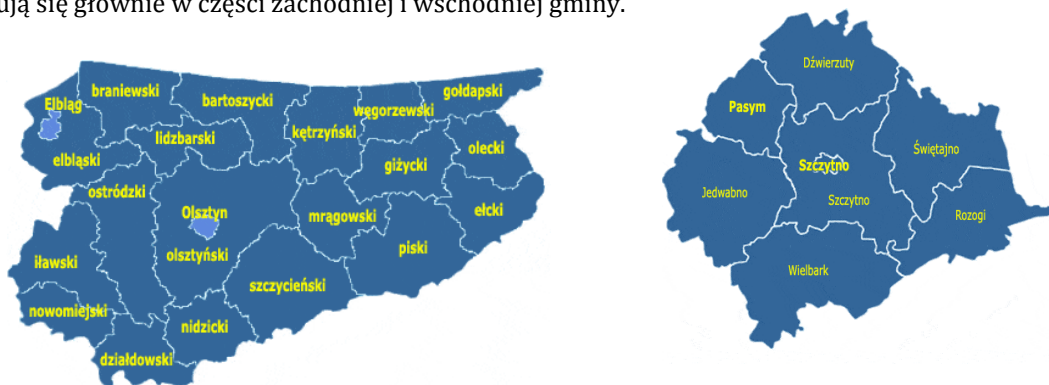 ują się głównie w części zachodniej i wschodniej gminy.
braniewski
bartoszycki
gołdapski
Elbląg
węgorzewski
kętrzyński
lidzbarski
elbląski
olecki
giżycki
ostródzki
Olsztyn
mrągowski
ełcki
olsztyński
piski
iławski
szczycieński
nowomiejski
nidzicki
działdowski
Dźwierzuty
Pasym
Świętajno
Szczytno
Jedwabno
Szczytno
Rozogi
Wielbark